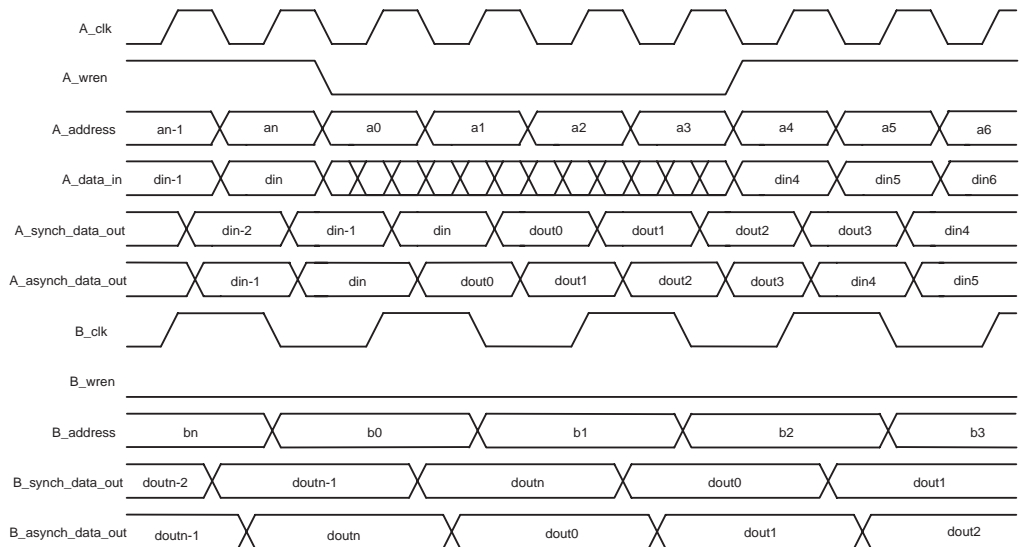 A_clk
A_wren
A_address an-1 an a0 a1 a2 a3 a4 a5 a6
A_data_in din-1 din din4 din5 din6
A_synch_data_out din-2 din-1 din dout0 dout1 dout2 dout3 din4
A_asynch_data_out din-1 din dout0 dout1 dout2 dout3 din4 din5
B_clk
B_wren
B_address bn b0 b1 b2 b3
B_synch_data_out doutn-2 doutn-1 doutn dout0 dout1
B_asynch_data_out doutn-1 doutn dout0 dout1 dout2